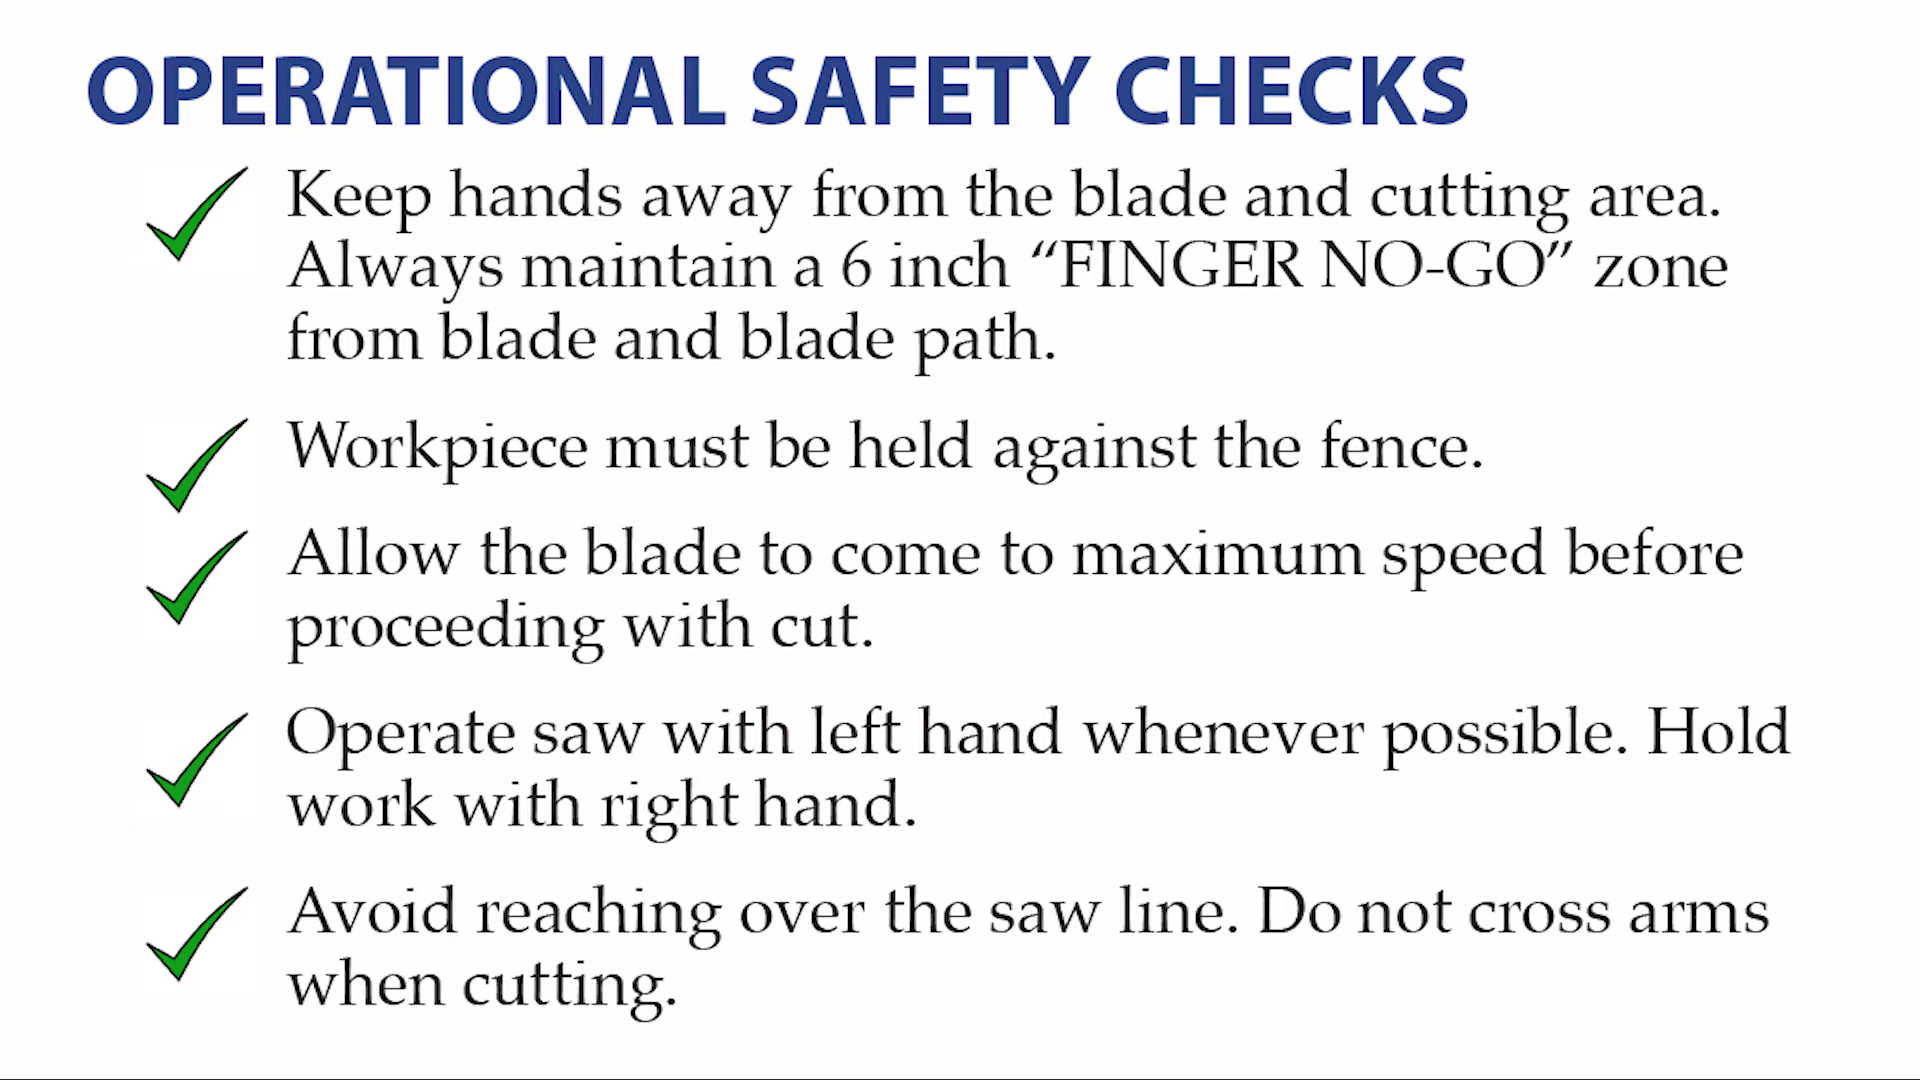 OPERATIONAL SAFETY CHECKS
Keep hands away from the blade and cutting area.
Always maintain a 6 inch “FINGER NO-GO” zone
from blade and blade path.
Workpiece must be held against the fence.
Allow the blade to come to maximum speed before
proceeding with cut.
Operate saw with left hand whenever possible. Hold
work with right hand.
Avoid reaching over the saw line. Do not cross arms
when cutting.